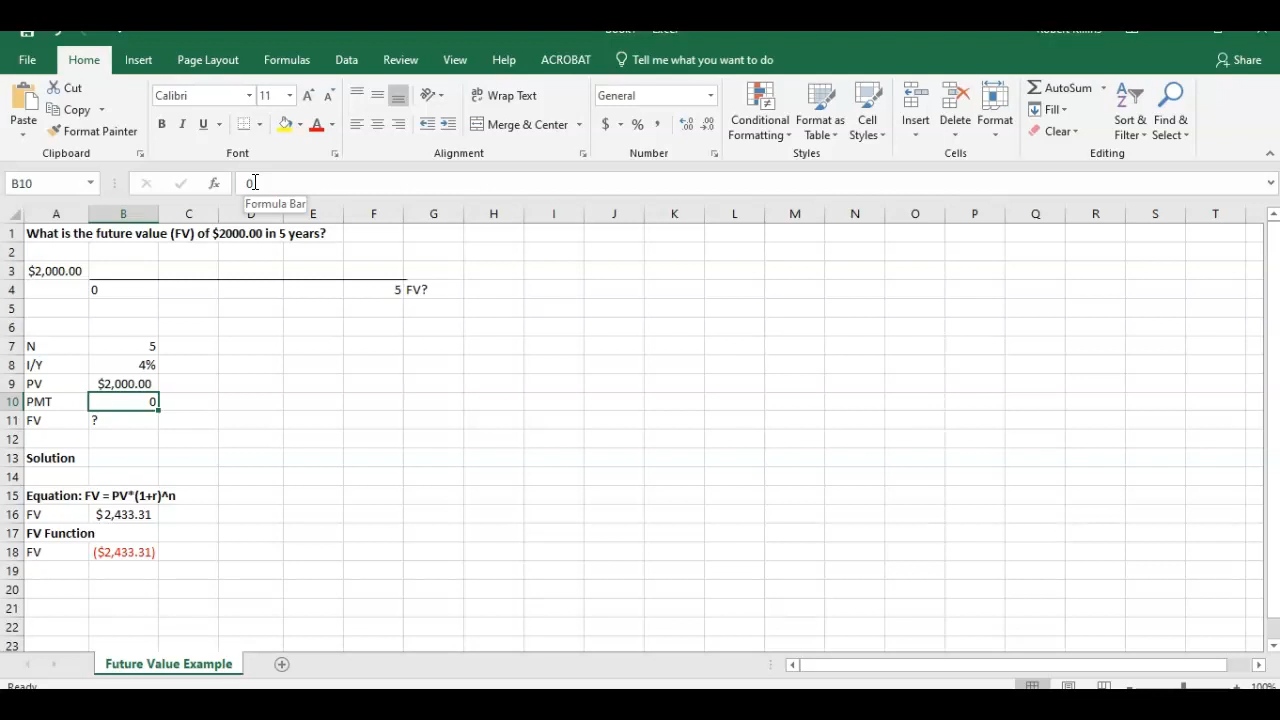 File Home Insert Page Layout Formulas Data Review View Help ACROBAT Tell me what you want to do Share
Cut
Copy
Format Painter
Paste
Clipboard
Calibri 11 A A
B I U A
Font
Wrap Text
Merge & Center
Alignment
General
$ % ,
Number
Conditional Formatting
Format as Table
Cell Styles
Styles
Insert Delete Format
Cells
AutoSum
Fill
Clear
Sort & Filter
Find & Select
Editing
B10 fx 0
Formula Bar
A B C D E F G H I J K L M N O P Q R S T
1 What is the future value (FV) of $2000.00 in 5 years?
2
3 $2,000.00
4 0 5 FV?
5
6
7 N 5
8 I/Y 4%
9 PV $2,000.00
10 PMT 0
11 FV ?
12
13 Solution
14
15 Equation: FV = PV*(1+r)^n
16 FV $2,433.31
17 FV Function
18 FV ($2,433.31)
19
20
21
22
23
Future Value Example
Ready 100%